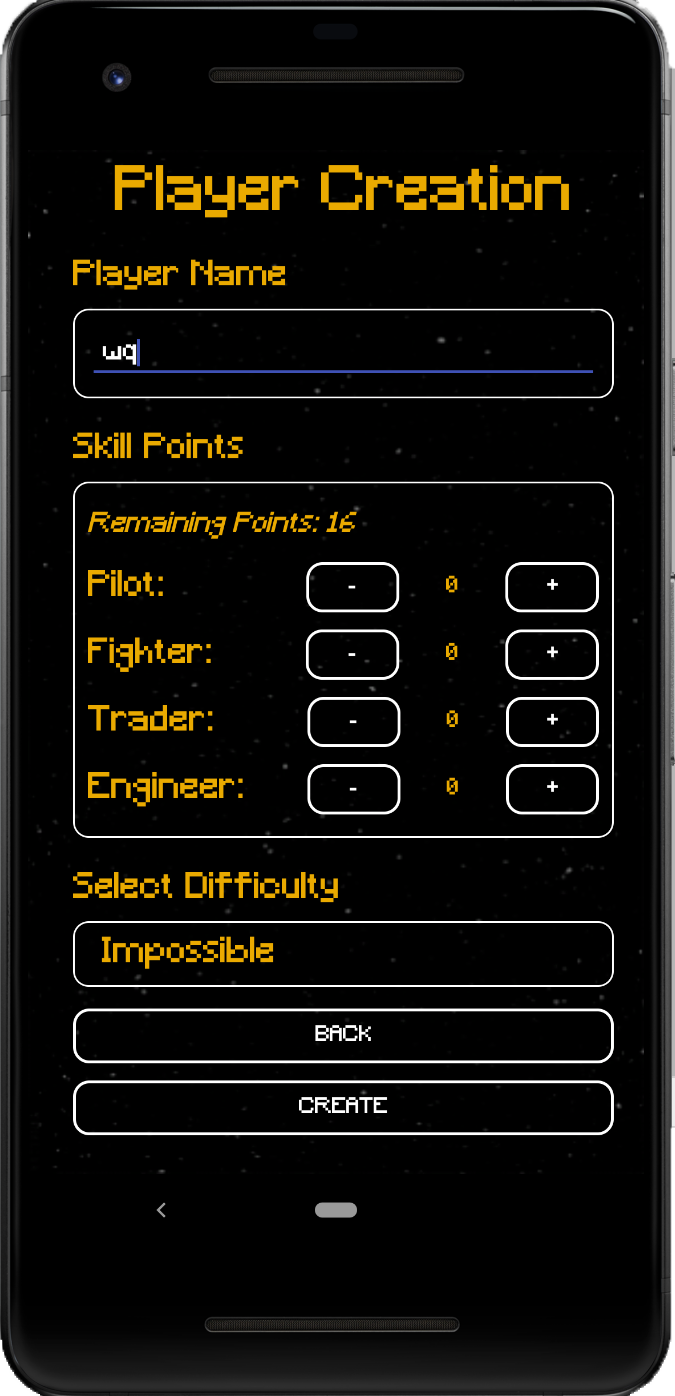 Player Creation
Player Name
wq
Skill Points
Remaining Points: 16
Pilot: - 0 +
Fighter: - 0 +
Trader: - 0 +
Engineer: - 0 +
Select Difficulty
Impossible
BACK
CREATE